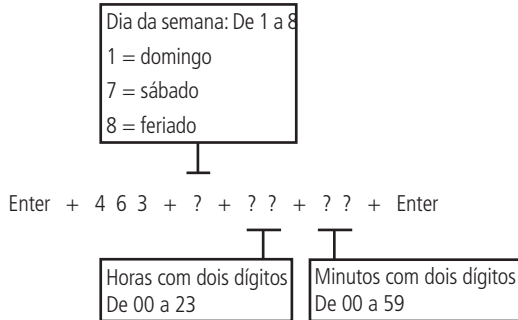 Dia da semana: De 1 a 8
1 = domingo
7 = sábado
8 = feriado
Enter + 4 6 3 + ? + ? ? + ? ? + Enter
Horas com dois dígitos
De 00 a 23
Minutos com dois dígitos
De 00 a 59